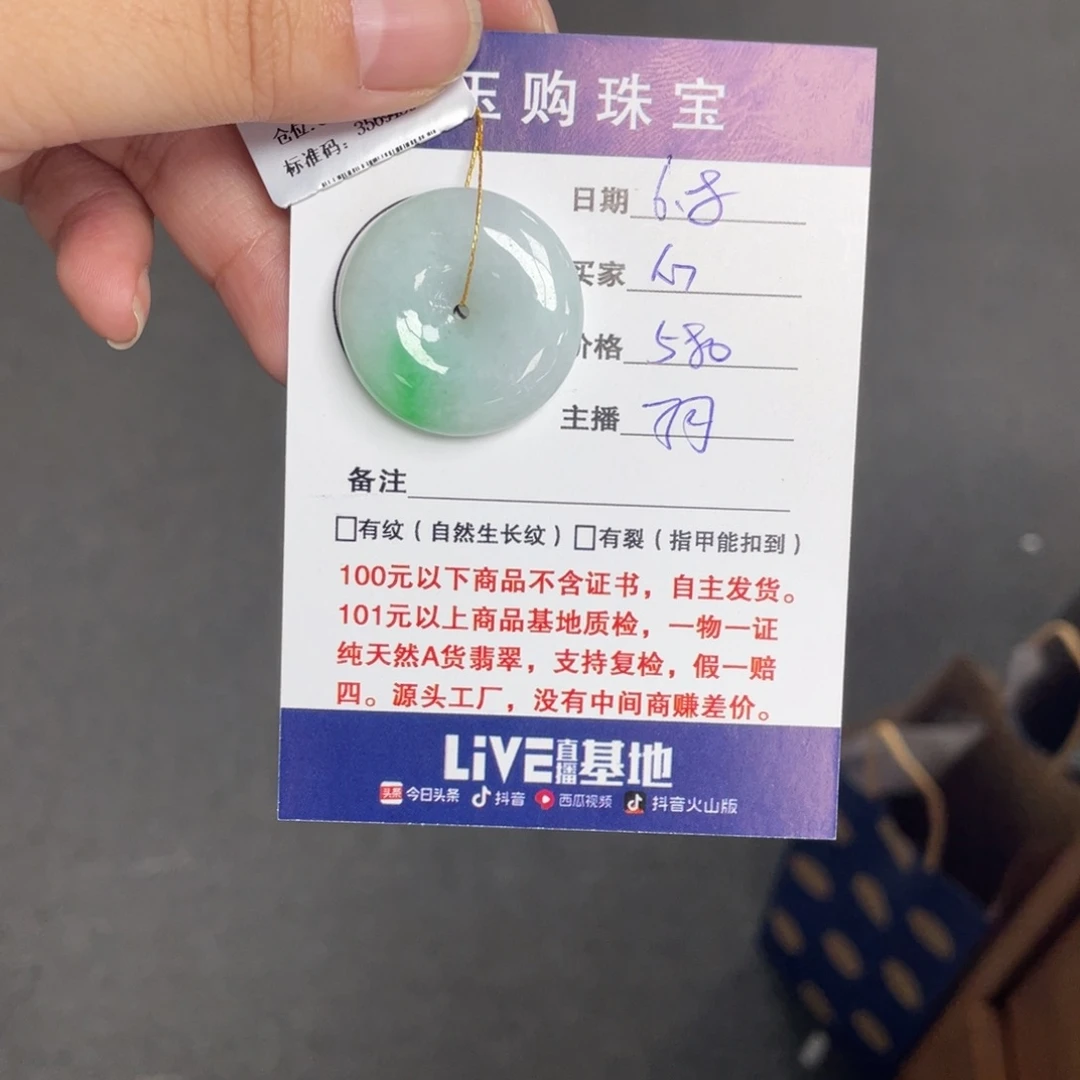 玉购珠宝
仓位:
标准码:
日期 6.8
买家
价格 580
主播 羽
备注
□有纹(自然生长纹)□有裂(指甲能扣到)
100元以下商品不含证书,自主发货。
101元以上商品基地质检,一物一证
纯天然A货翡翠,支持复检,假一赔
四。源头工厂,没有中间商赚差价。
LiVE直播基地
头条 今日头条 抖音 西瓜视频 抖音火山版